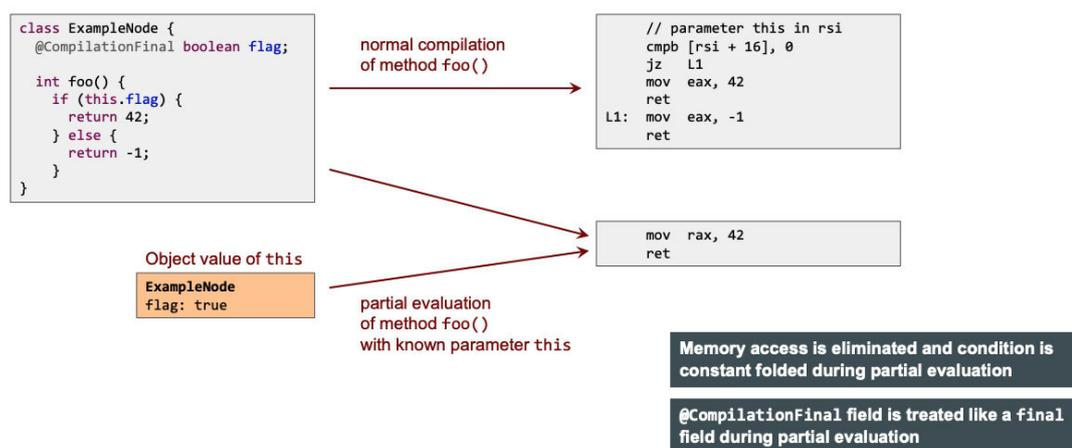 class ExampleNode {
  @CompilationFinal boolean flag;

  int foo() {
    if (this.flag) {
      return 42;
    } else {
      return -1;
    }
}
normal compilation
of method foo()
     // parameter this in rsi
     cmpb [rsi + 16], 0
     jz   L1
     mov  eax, 42
     ret
L1:  mov  eax, -1
     ret
     mov  rax, 42
     ret
Object value of this
ExampleNode
flag: true
partial evaluation
of method foo()
with known parameter this
Memory access is eliminated and condition is
constant folded during partial evaluation
@CompilationFinal field is treated like a final
field during partial evaluation